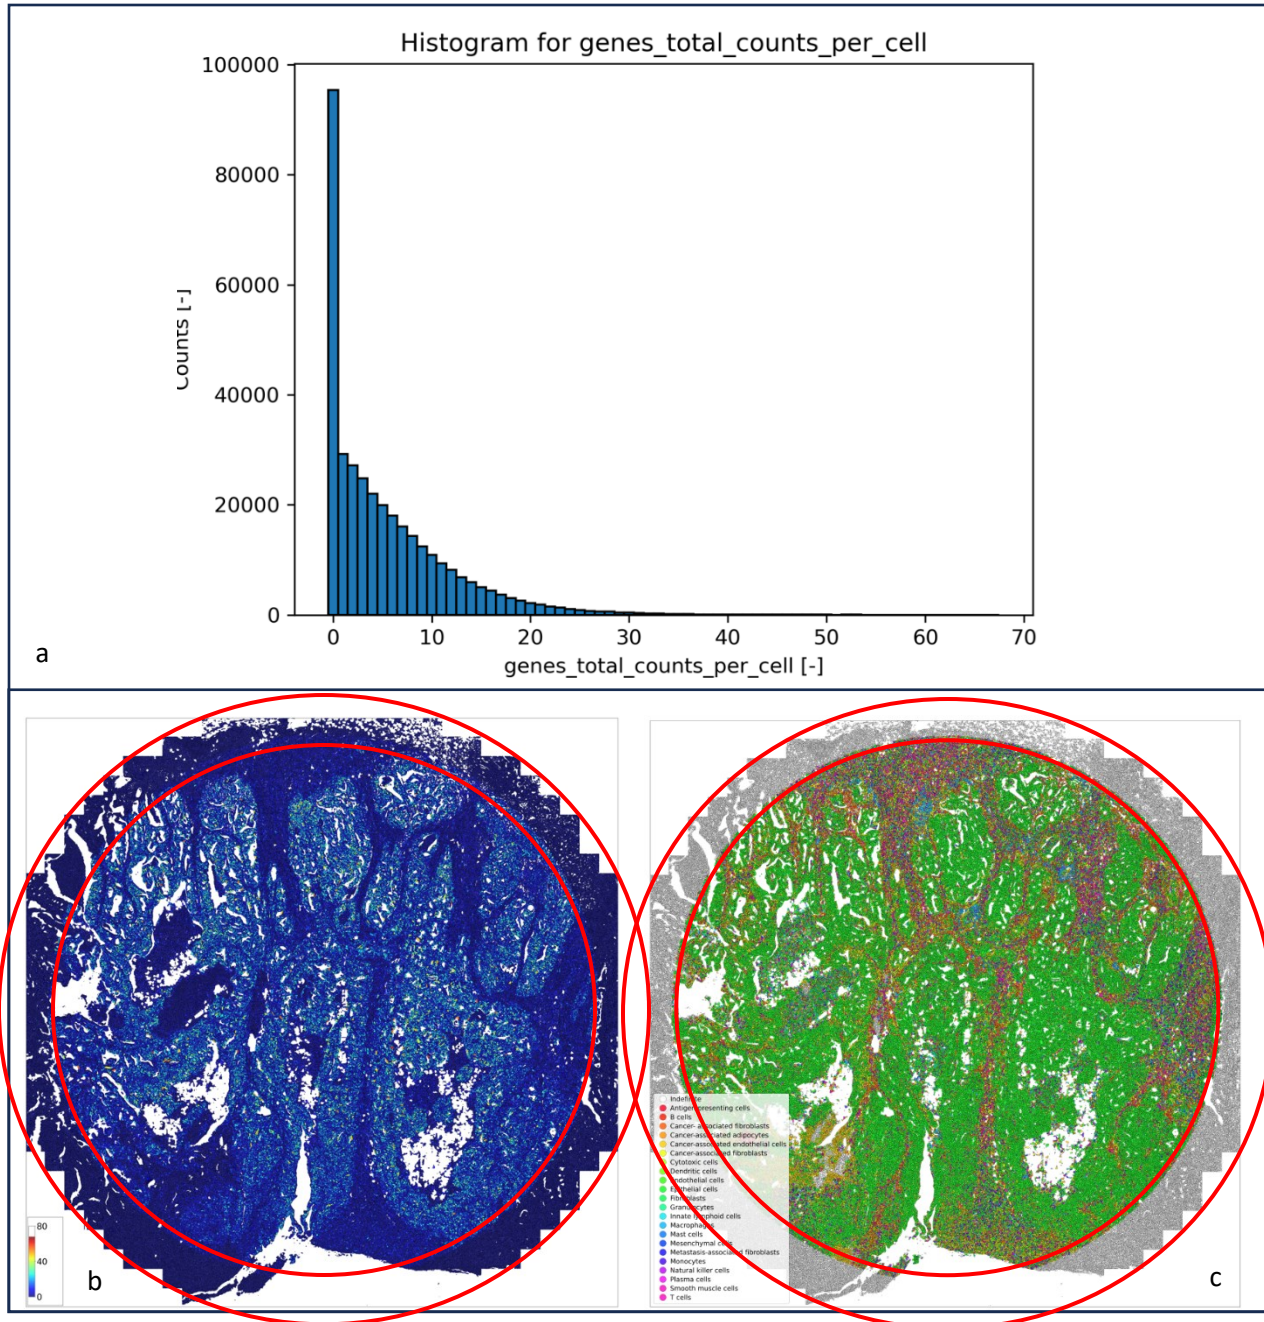 Histogram for genes_total_counts_per_cell
100000
80000
60000
40000
20000
0
Counts [-]
0 10 20 30 40 50 60 70
genes_total_counts_per_cell [-]
a
80
40
0
b
Indefinite
Antigen presenting cells
B cells
Cancer- associated fibroblasts
Cancer-associated adipocytes
Cancer-associated endothelial cells
Cancer-associated fibroblasts
Cytotoxic cells
Dendritic cells
Endothelial cells
Epithelial cells
Fibroblasts
Granulocytes
Innate lymphoid cells
Macrophages
Mast cells
Mesenchymal cells
Metastasis-associated fibroblasts
Monocytes
Natural killer cells
Plasma cells
Smooth muscle cells
T cells
c